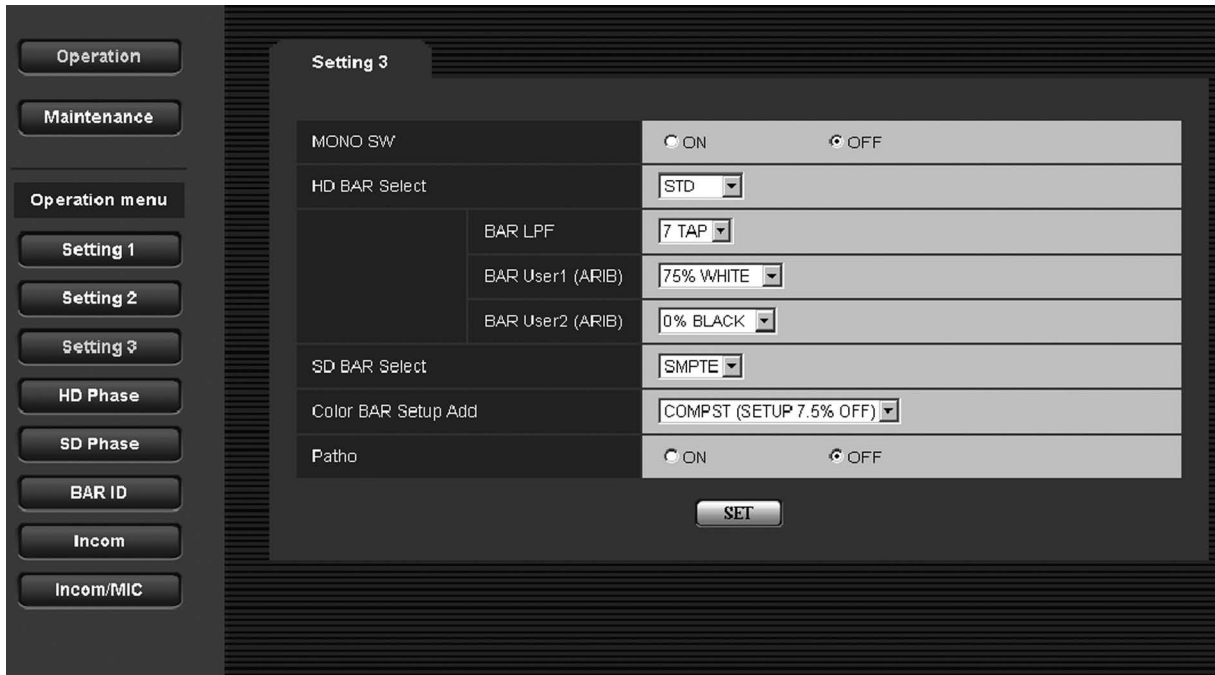 Operation
Maintenance
Operation menu
Setting 1
Setting 2
Setting 3
HD Phase
SD Phase
BAR ID
Incom
Incom/MIC
Setting 3
MONO SW ON OFF
HD BAR Select STD
BAR LPF 7 TAP
BAR User1 (ARIB) 75% WHITE
BAR User2 (ARIB) 0% BLACK
SD BAR Select SMPTE
Color BAR Setup Add COMPST (SETUP 7.5% OFF)
Patho ON OFF
SET